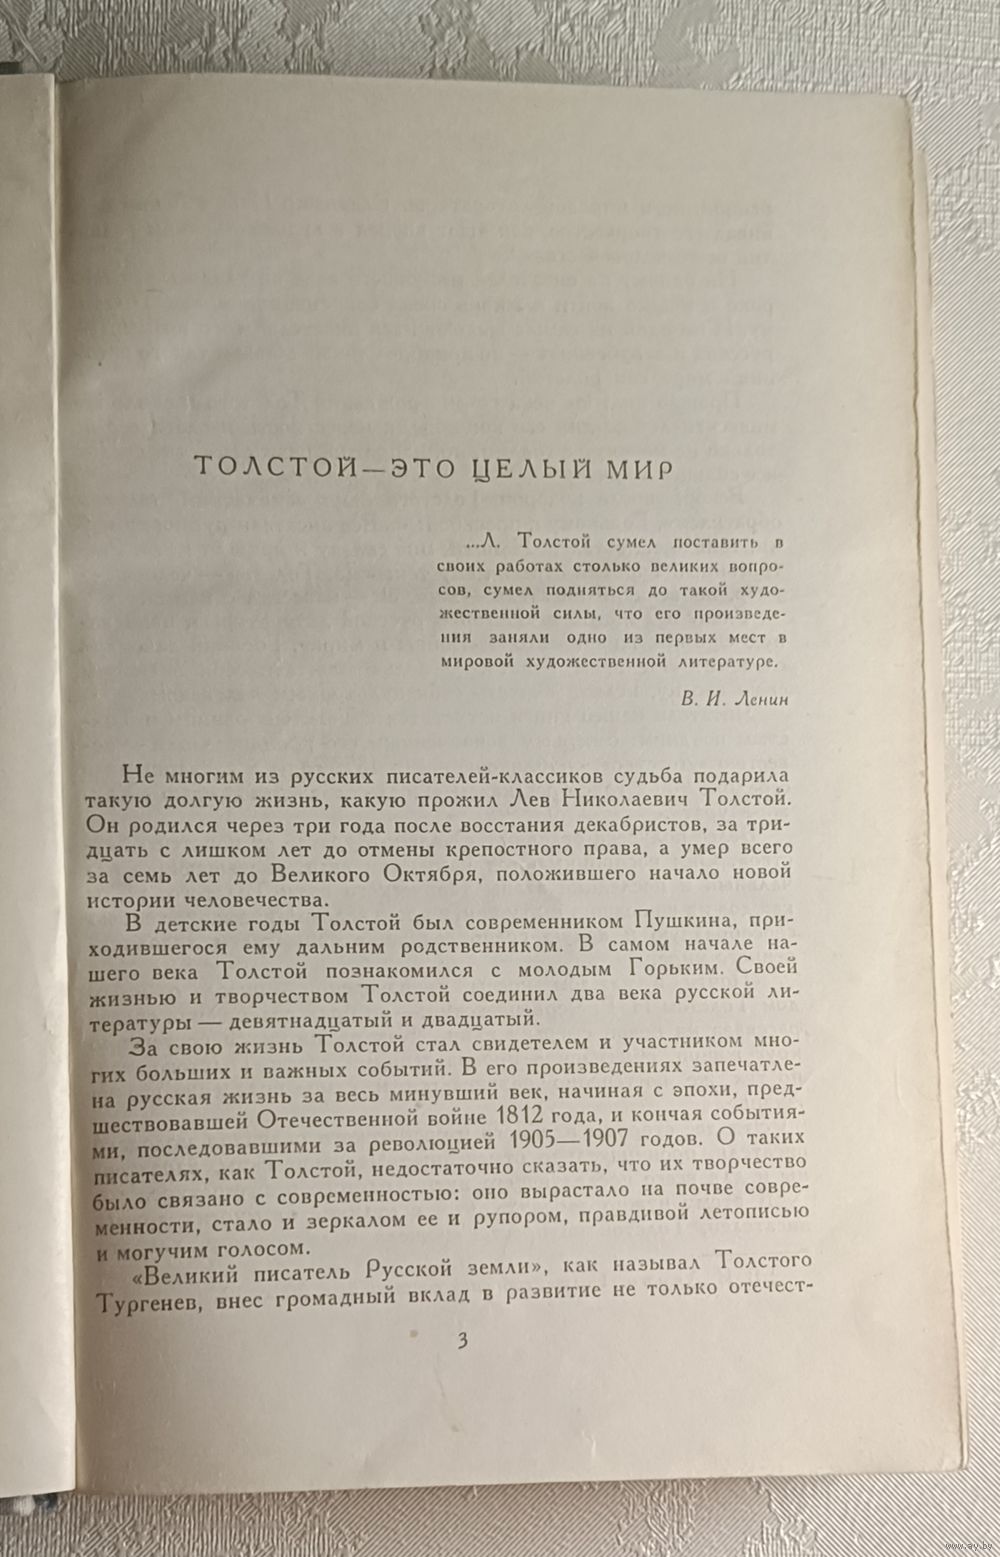 ТОЛСТОЙ—ЭТО ЦЕЛЫЙ МИР
...Л. Толстой сумел поставить в
своих работах столько великих вопро-
сов, сумел подняться до такой худо-
жественной силы, что его произведе-
ния заняли одно из первых мест в
мировой художественной литературе.
В. И. Ленин
Не многим из русских писателей-классиков судьба подарила
такую долгую жизнь, какую прожил Лев Николаевич Толстой.
Он родился через три года после восстания декабристов, за три-
дцать с лишком лет до отмены крепостного права, а умер всего
за семь лет до Великого Октября, положившего начало новой
истории человечества.
В детские годы Толстой был современником Пушкина, при-
ходившегося ему дальним родственником. В самом начале на-
шего века Толстой познакомился с молодым Горьким. Своей
жизнью и творчеством Толстой соединил два века русской ли-
тературы — девятнадцатый и двадцатый.
За свою жизнь Толстой стал свидетелем и участником мно-
гих больших и важных событий. В его произведениях запечатле-
на русская жизнь за весь минувший век, начиная с эпохи, пред-
шествовавшей Отечественной войне 1812 года, и кончая события-
ми, последовавшими за революцией 1905—1907 годов. О таких
писателях, как Толстой, недостаточно сказать, что их творчество
было связано с современностью: оно вырастало на почве совре-
менности, стало и зеркалом ее и рупором, правдивой летописью
и могучим голосом.
«Великий писатель Русской земли», как называл Толстого
Тургенев, внес громадный вклад в развитие не только отечест-
3
www.ay.by